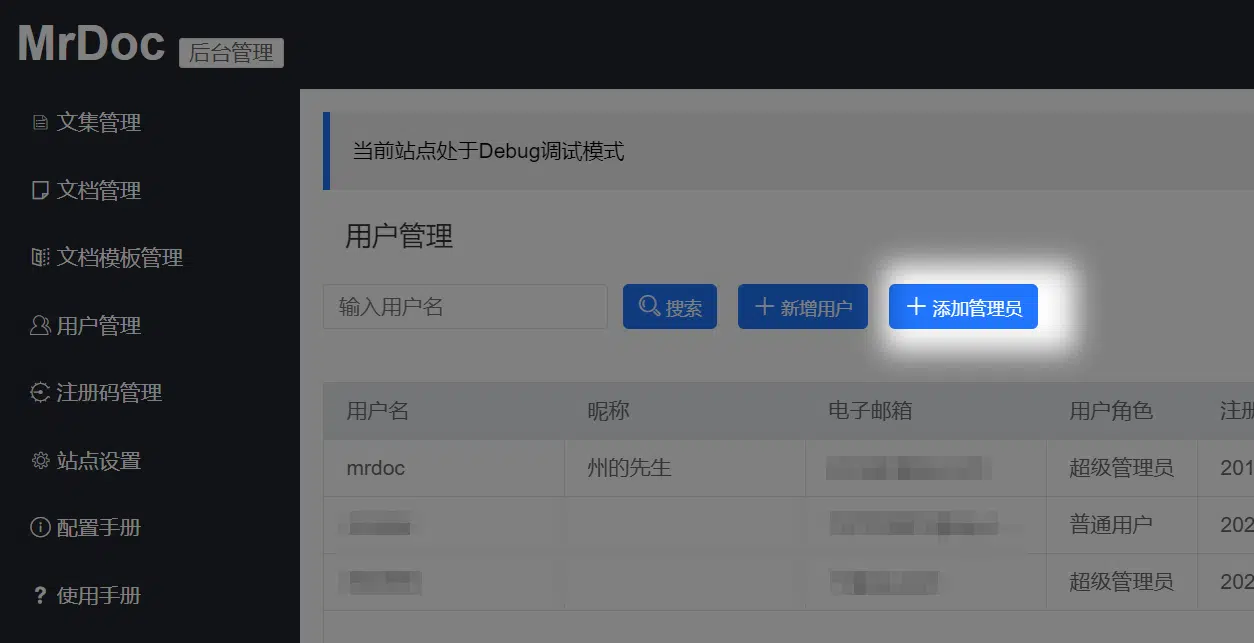 MrDoc 后台管理
文集管理
文档管理
文档模板管理
用户管理
注册码管理
站点设置
配置手册
使用手册
当前站点处于Debug调试模式
用户管理
输入用户名 搜索 新增用户 添加管理员
用户名 昵称 电子邮箱 用户角色 注册
mrdoc 州的先生 超级管理员 201
普通用户 202
超级管理员 202